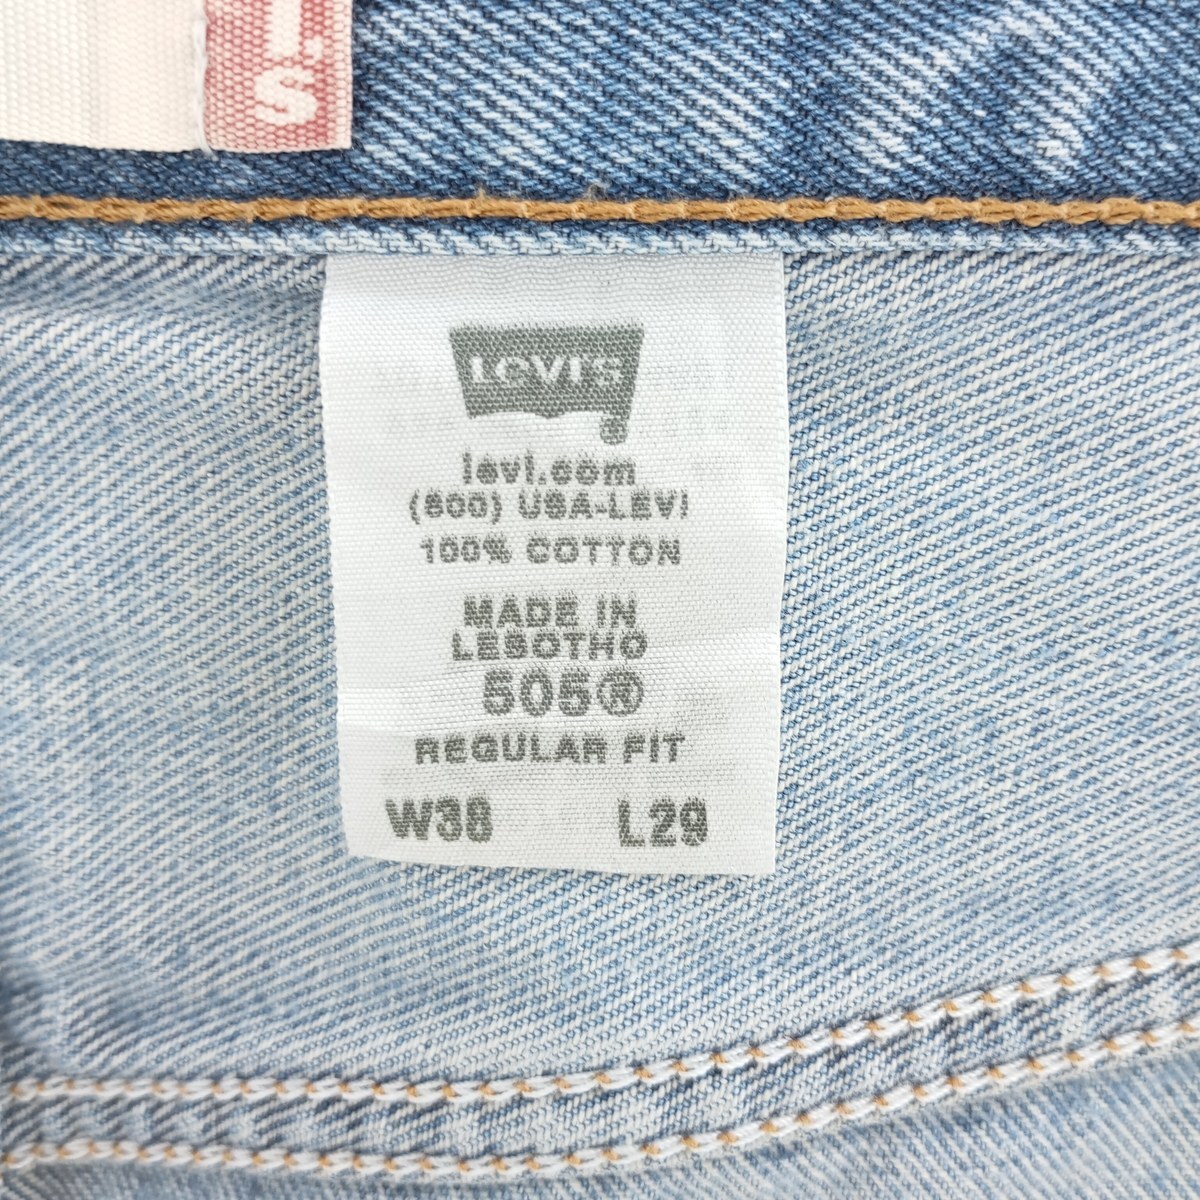 S
LEVI'S
®
levi.com
(800) USA-LEVI
100% COTTON
MADE IN
LESOTHO
505®
REGULAR FIT
W38 L29